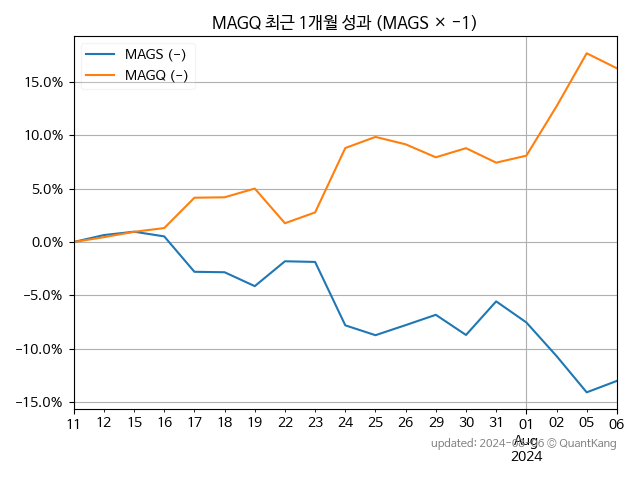 MAGQ 최근 1개월 성과 (MAGS × −1)
MAGS (-)
MAGQ (-)
15.0%
10.0%
5.0%
0.0%
−5.0%
−10.0%
−15.0%
11 12 15 16 17 18 19 22 23 24 25 26 29 30 31 01 02 05 06
Aug
2024
updated: 2024-08-06 © QuantKang